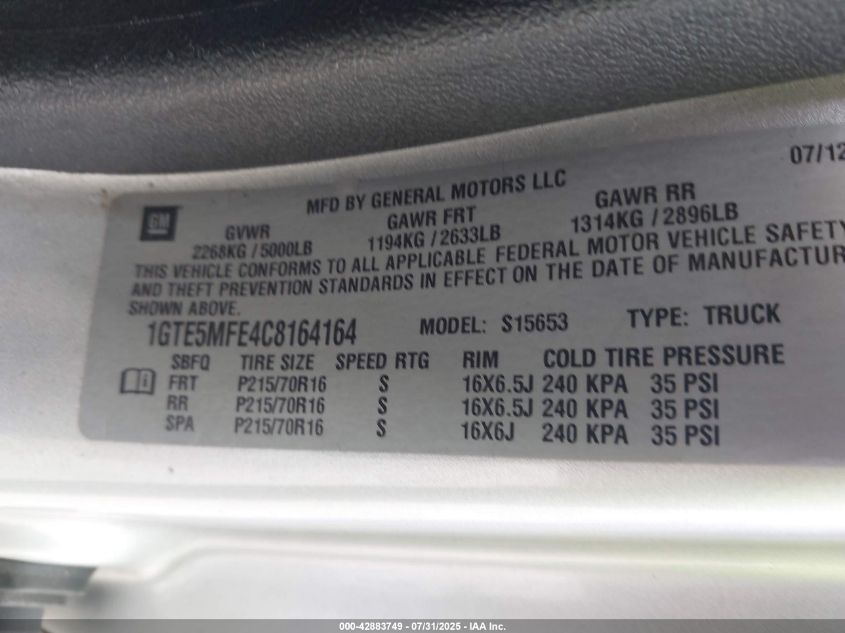 07/12
MFD BY GENERAL MOTORS LLC
GM GVWR GAWR FRT GAWR RR
2268KG / 5000LB 1194KG / 2633LB 1314KG / 2896LB
THIS VEHICLE CONFORMS TO ALL APPLICABLE FEDERAL MOTOR VEHICLE SAFETY
AND THEFT PREVENTION STANDARDS IN EFFECT ON THE DATE OF MANUFACTUR
SHOWN ABOVE.
1GTE5MFE4C8164164 MODEL: S15653 TYPE: TRUCK
SBFQ TIRE SIZE SPEED RTG RIM COLD TIRE PRESSURE
FRT P215/70R16 S 16X6.5J 240 KPA 35 PSI
RR P215/70R16 S 16X6.5J 240 KPA 35 PSI
SPA P215/70R16 S 16X6J 240 KPA 35 PSI
000-42883749 - 07/31/2025 - IAA Inc.